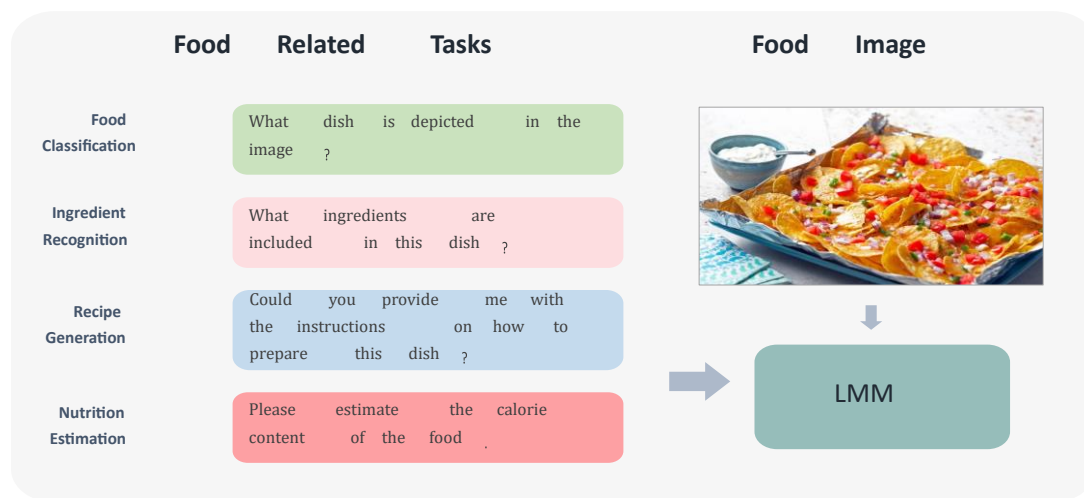 Food Related Tasks
Food Image
Food
Classification
What dish is depicted in the
image ?
Ingredient
Recognition
What ingredients are
included in this dish ?
Recipe
Generation
Could you provide me with
the instructions on how to
prepare this dish ?
Nutrition
Estimation
Please estimate the calorie
content of the food .
LMM